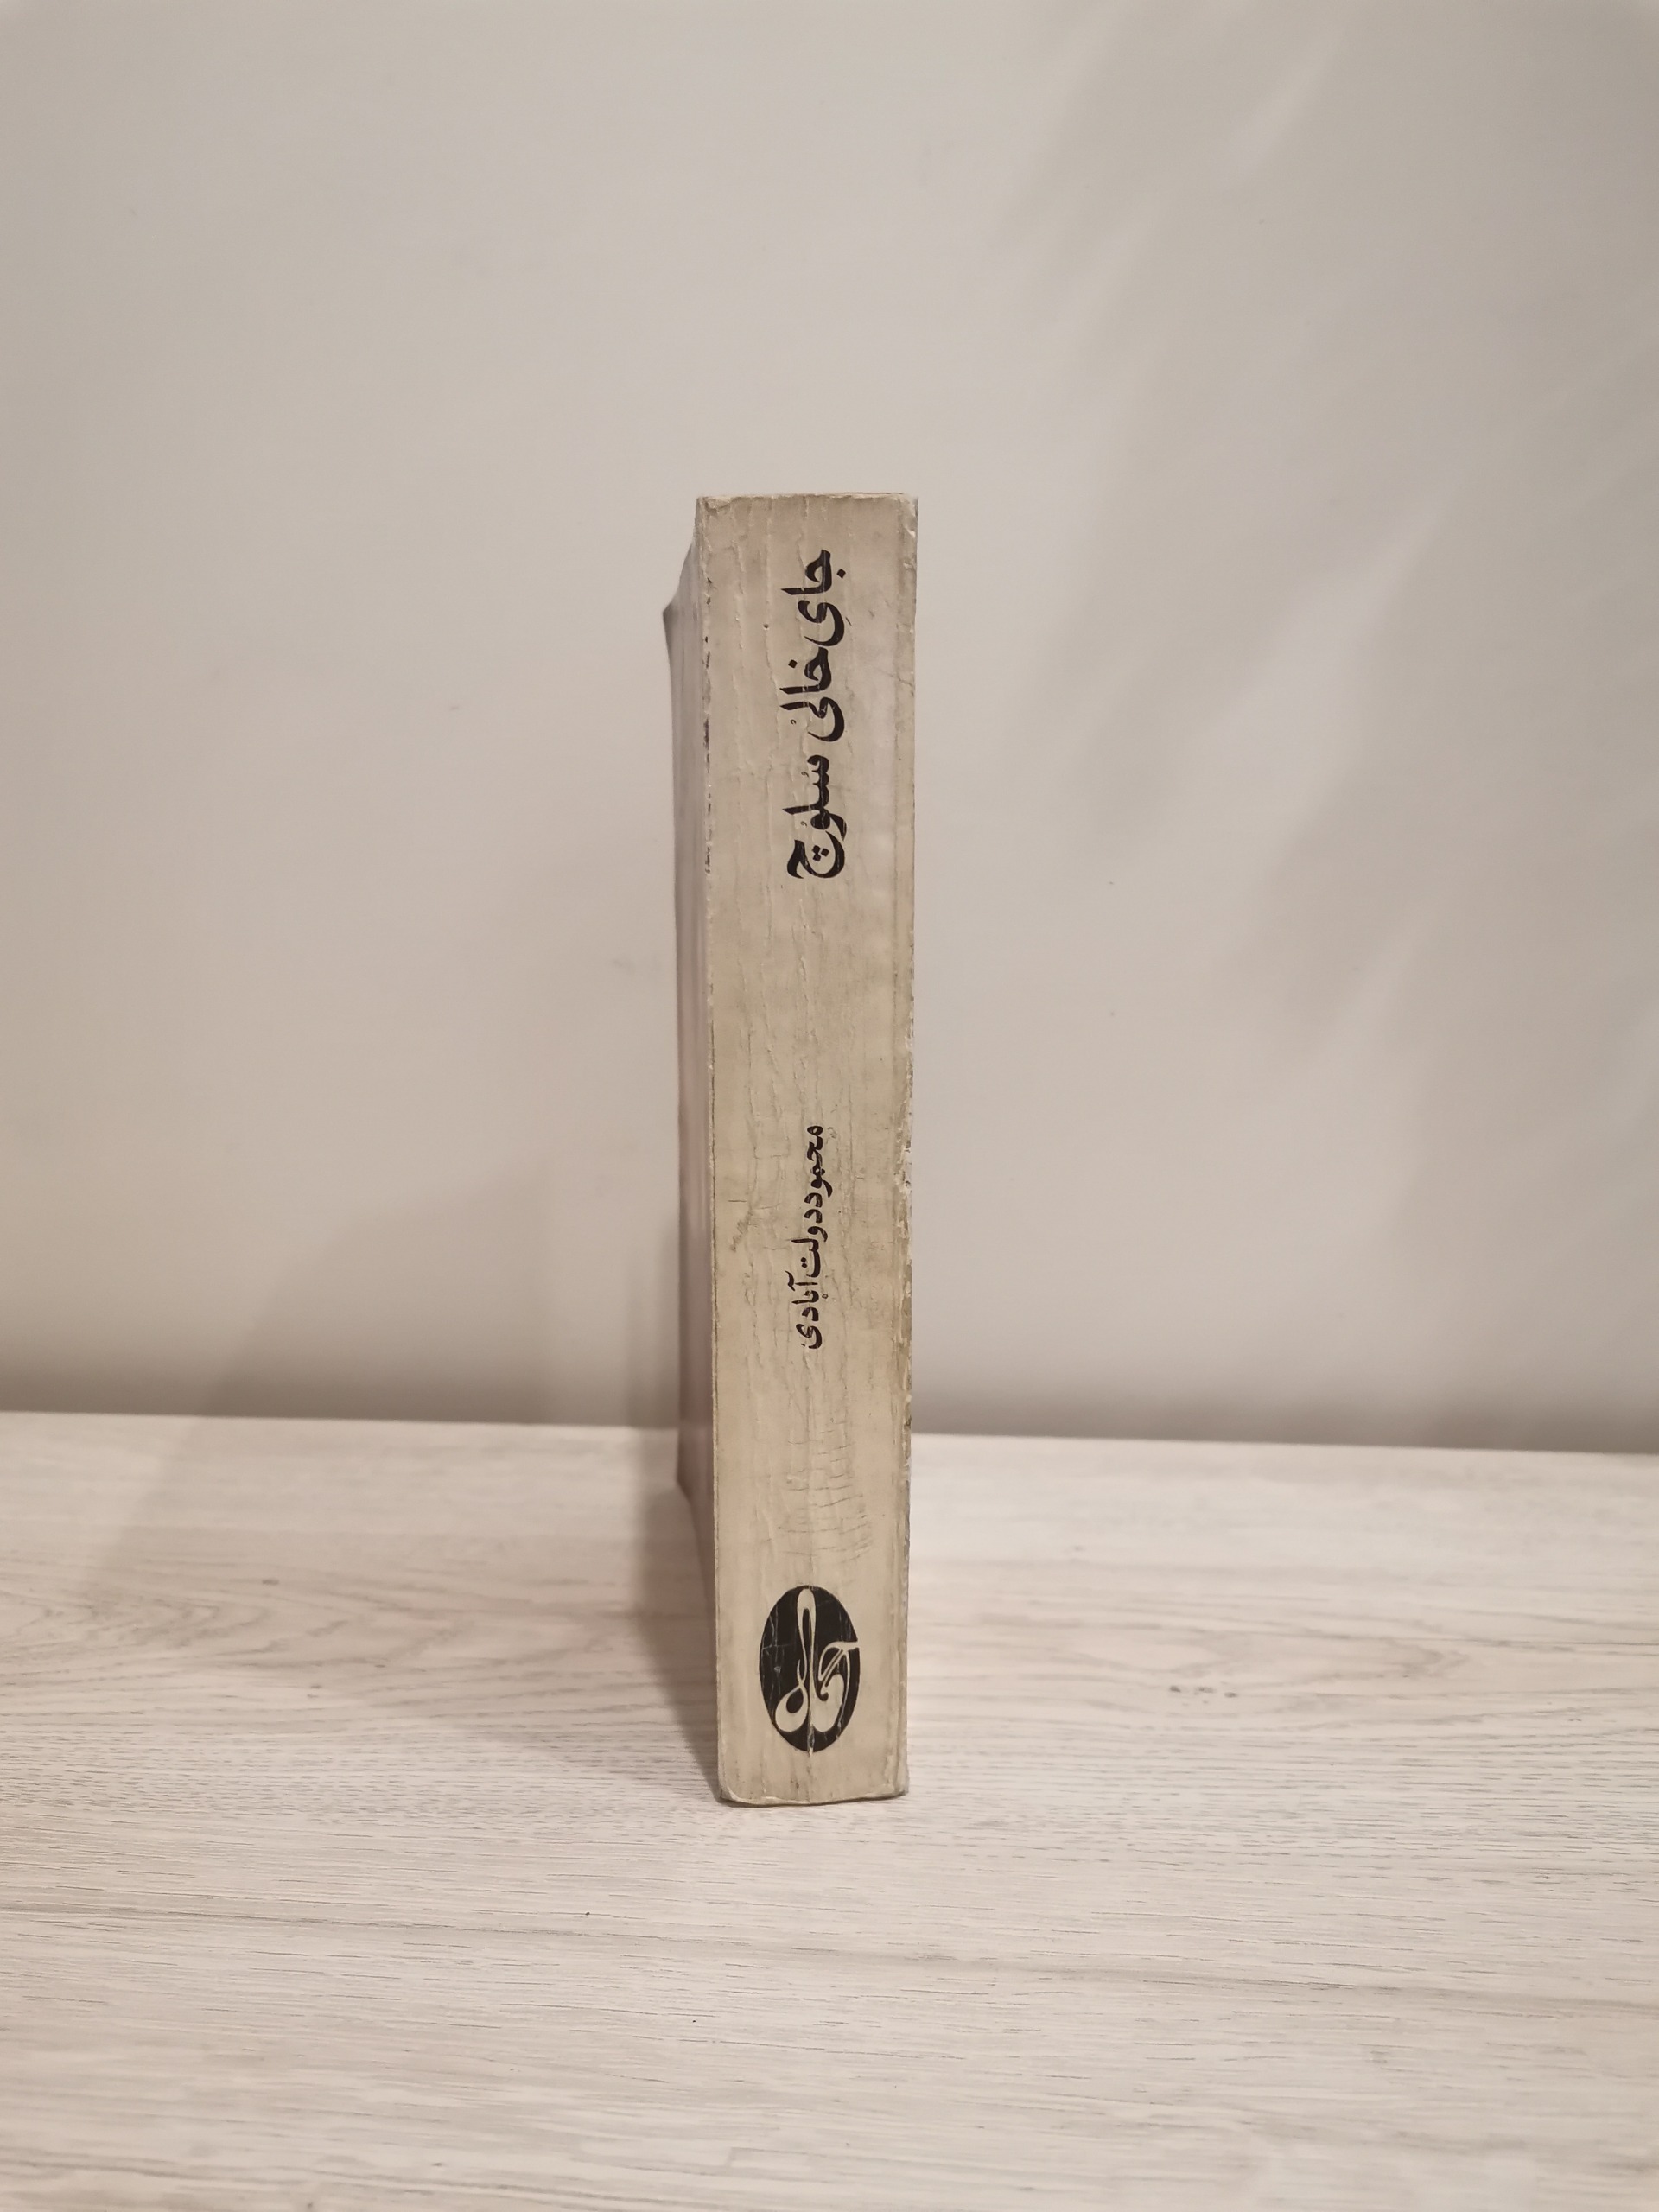 جای خالی سلوچ
محمود دولت آبادی